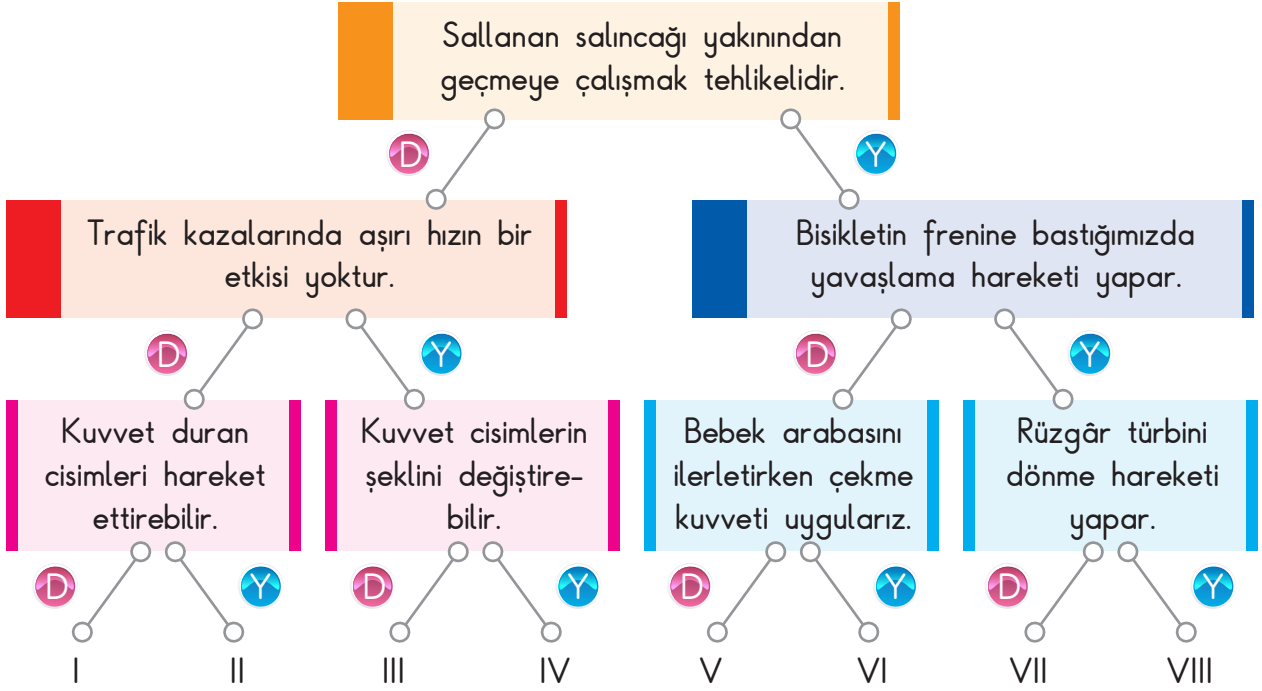 Sallanan salıncağı yakınından
geçmeye çalışmak tehlikelidir.
D
Y
Trafik kazalarında aşırı hızın bir
etkisi yoktur.
Bisikletin frenine bastığımızda
yavaşlama hareketi yapar.
D
Y
D
Y
Kuvvet duran
cisimleri hareket
ettirebilir.
Kuvvet cisimlerin
şeklini değiştire-
bilir.
Bebek arabasını
ilerletirken çekme
kuvveti uygularız.
Rüzgâr türbini
dönme hareketi
yapar.
D
Y
D
Y
D
Y
D
Y
I
II
III
IV
V
VI
VII
VIII